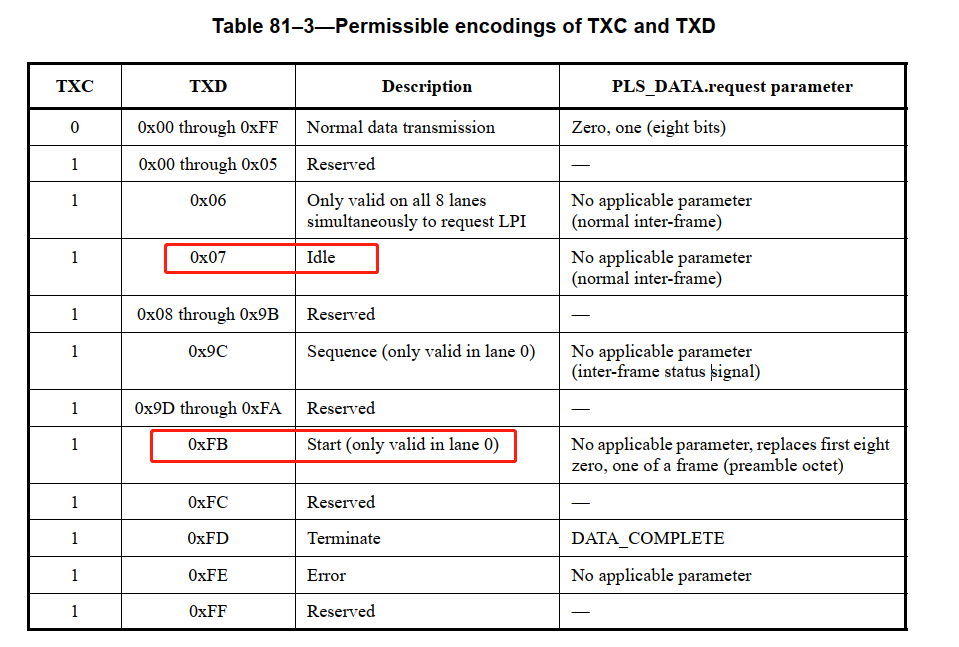 Table 81–3—Permissible encodings of TXC and TXD
TXC TXD Description PLS_DATA.request parameter
0 0x00 through 0xFF Normal data transmission Zero, one (eight bits)
1 0x00 through 0x05 Reserved —
1 0x06 Only valid on all 8 lanes No applicable parameter
simultaneously to request LPI (normal inter-frame)
1 0x07 Idle No applicable parameter
(normal inter-frame)
1 0x08 through 0x9B Reserved —
1 0x9C Sequence (only valid in lane 0) No applicable parameter
(inter-frame status signal)
1 0x9D through 0xFA Reserved —
1 0xFB Start (only valid in lane 0) No applicable parameter, replaces first eight
zero, one of a frame (preamble octet)
1 0xFC Reserved —
1 0xFD Terminate DATA_COMPLETE
1 0xFE Error No applicable parameter
1 0xFF Reserved —